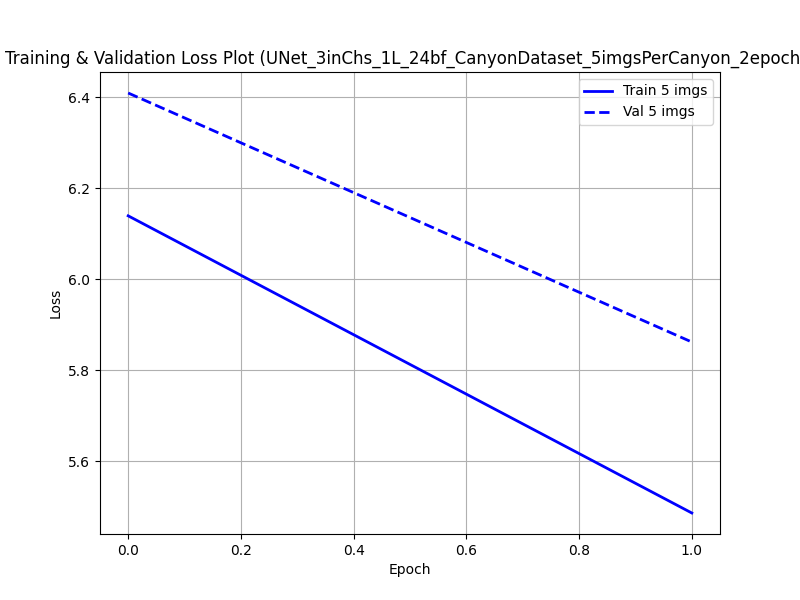 Training & Validation Loss Plot (UNet_3inChs_1L_24bf_CanyonDataset_5imgsPerCanyon_2epoch
Train 5 imgs
Val 5 imgs
6.4
6.2
6.0
5.8
5.6
Loss
0.0 0.2 0.4 0.6 0.8 1.0
Epoch